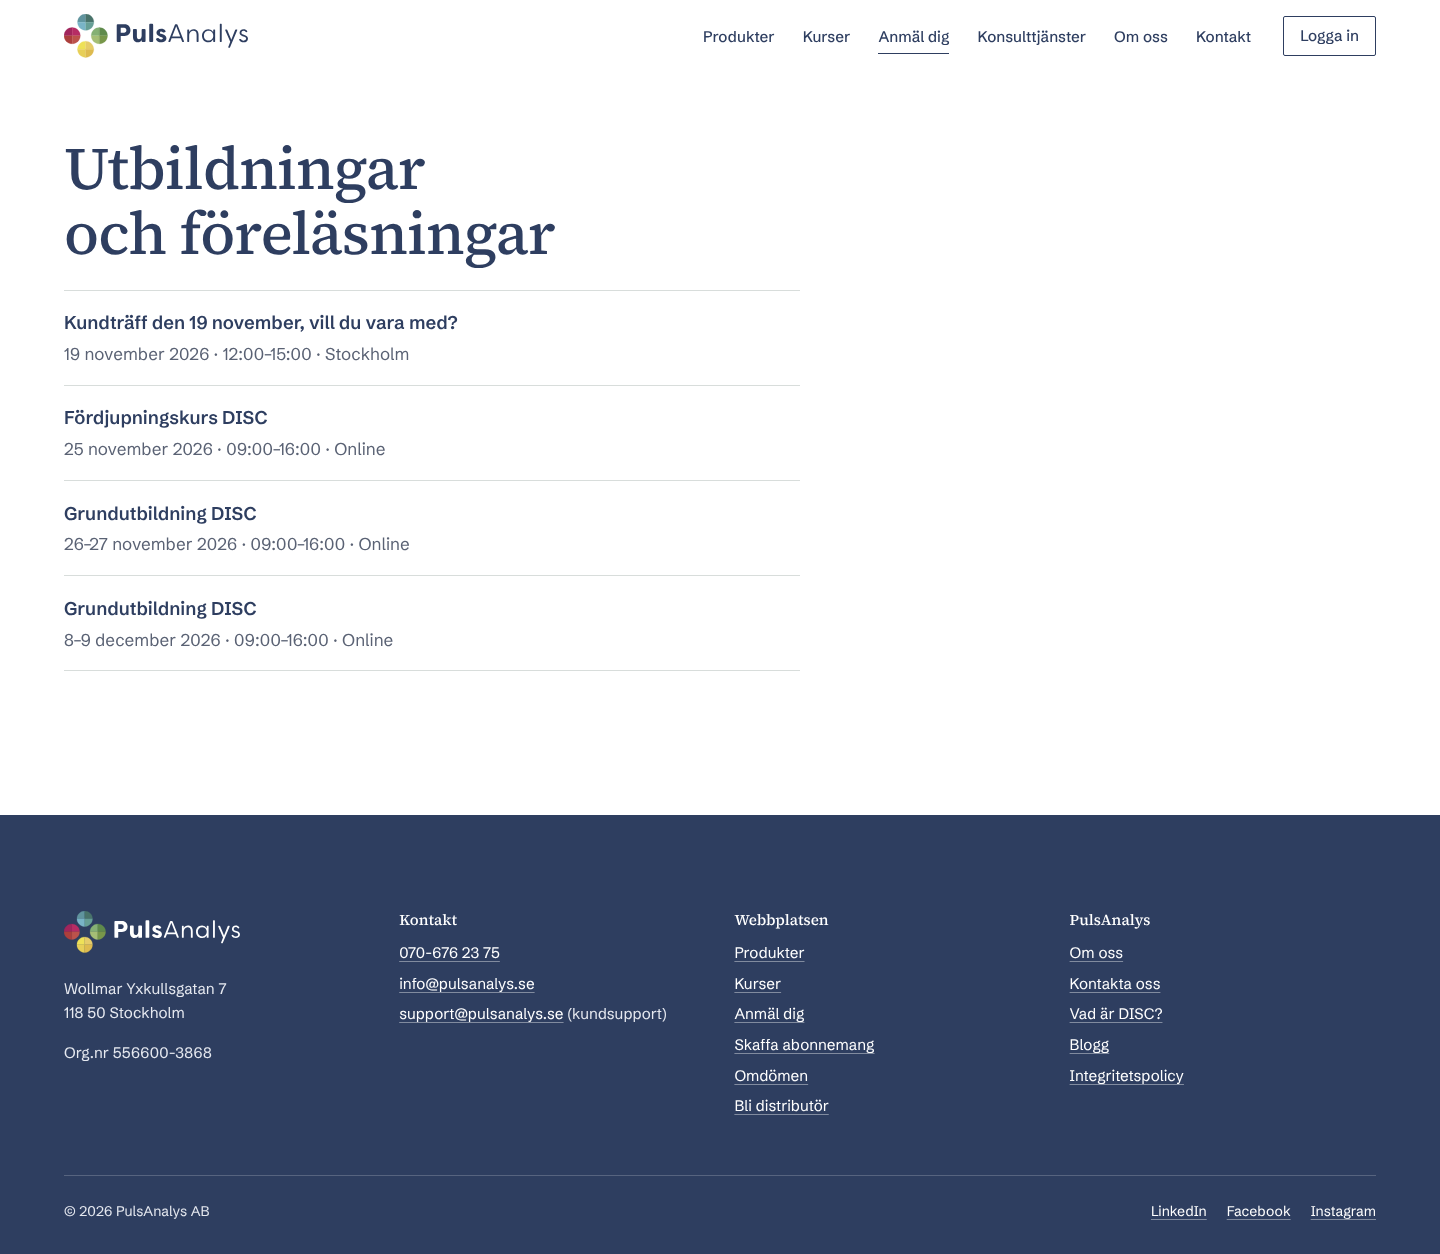 PulsAnalys
Produkter
Kurser
Anmäl dig
Konsulttjänster
Om oss
Kontakt
Logga in
Utbildningar
och föreläsningar
Kundträff den 19 november, vill du vara med?
19 november 2026 · 12:00–15:00 · Stockholm
Fördjupningskurs DISC
25 november 2026 · 09:00–16:00 · Online
Grundutbildning DISC
26–27 november 2026 · 09:00–16:00 · Online
Grundutbildning DISC
8–9 december 2026 · 09:00–16:00 · Online
PulsAnalys
Wollmar Yxkullsgatan 7
118 50 Stockholm
Org.nr 556600-3868
Kontakt
070-676 23 75
info@pulsanalys.se
support@pulsanalys.se (kundsupport)
Webbplatsen
Produkter
Kurser
Anmäl dig
Skaffa abonnemang
Omdömen
Bli distributör
PulsAnalys
Om oss
Kontakta oss
Vad är DISC?
Blogg
Integritetspolicy
© 2026 PulsAnalys AB
LinkedIn
Facebook
Instagram